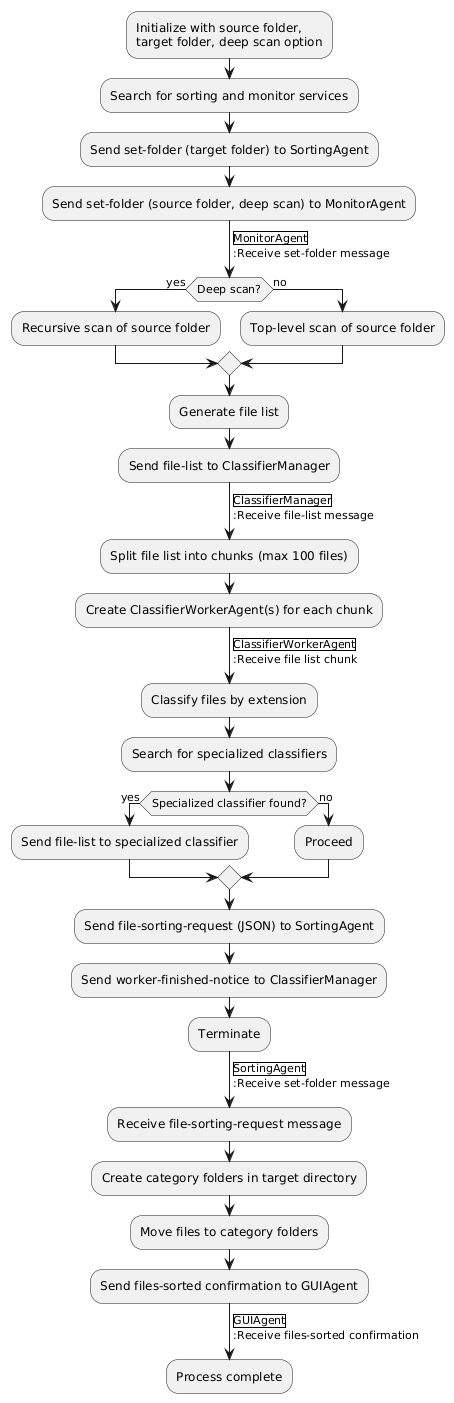 Initialize with source folder,
target folder, deep scan option
Search for sorting and monitor services
Send set-folder (target folder) to SortingAgent
Send set-folder (source folder, deep scan) to MonitorAgent
MonitorAgent
:Receive set-folder message
yes
Deep scan?
no
Recursive scan of source folder
Top-level scan of source folder
Generate file list
Send file-list to ClassifierManager
ClassifierManager
:Receive file-list message
Split file list into chunks (max 100 files)
Create ClassifierWorkerAgent(s) for each chunk
ClassifierWorkerAgent
:Receive file list chunk
Classify files by extension
Search for specialized classifiers
yes
Specialized classifier found?
no
Send file-list to specialized classifier
Proceed
Send file-sorting-request (JSON) to SortingAgent
Send worker-finished-notice to ClassifierManager
Terminate
SortingAgent
:Receive set-folder message
Receive file-sorting-request message
Create category folders in target directory
Move files to category folders
Send files-sorted confirmation to GUIAgent
GUIAgent
:Receive files-sorted confirmation
Process complete